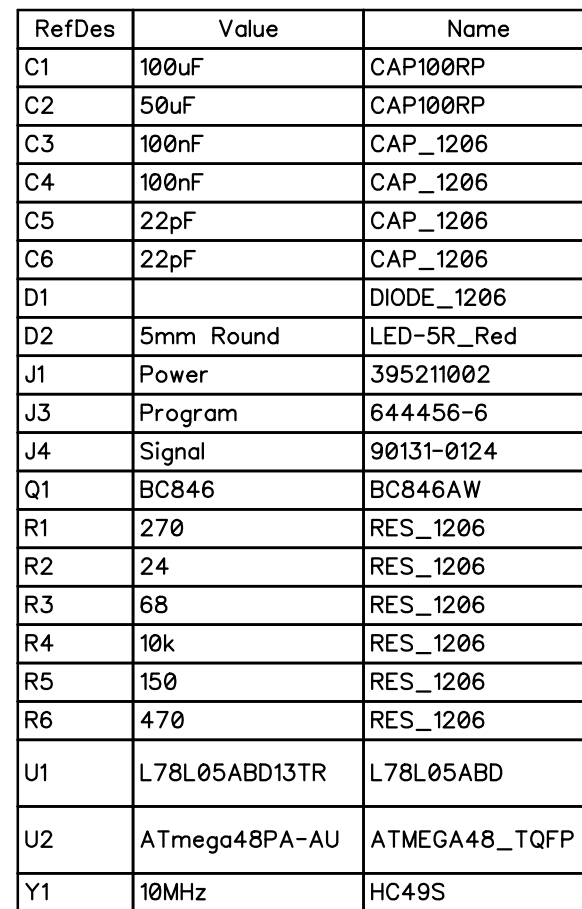 RefDes Value Name
C1 100uF CAP100RP
C2 50uF CAP100RP
C3 100nF CAP_1206
C4 100nF CAP_1206
C5 22pF CAP_1206
C6 22pF CAP_1206
D1 DIODE_1206
D2 5mm Round LED-5R_Red
J1 Power 395211002
J3 Program 644456-6
J4 Signal 90131-0124
Q1 BC846 BC846AW
R1 270 RES_1206
R2 24 RES_1206
R3 68 RES_1206
R4 10k RES_1206
R5 150 RES_1206
R6 470 RES_1206
U1 L78L05ABD13TR L78L05ABD
U2 ATmega48PA-AU ATMEGA48_TQFP
Y1 10MHz HC49S